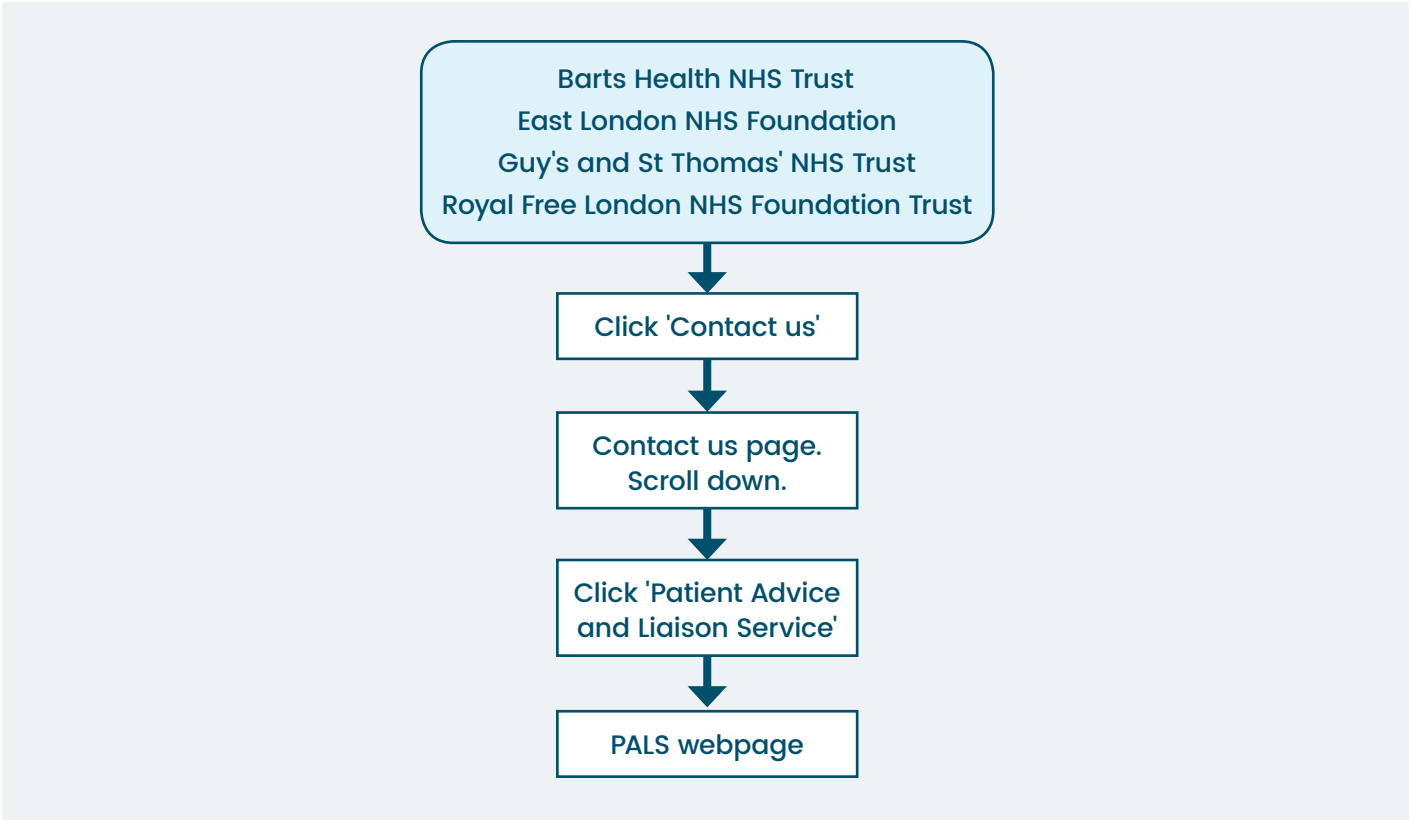 Barts Health NHS Trust
East London NHS Foundation
Guy's and St Thomas' NHS Trust
Royal Free London NHS Foundation Trust
Click 'Contact us'
Contact us page.
Scroll down.
Click 'Patient Advice
and Liaison Service'
PALS webpage